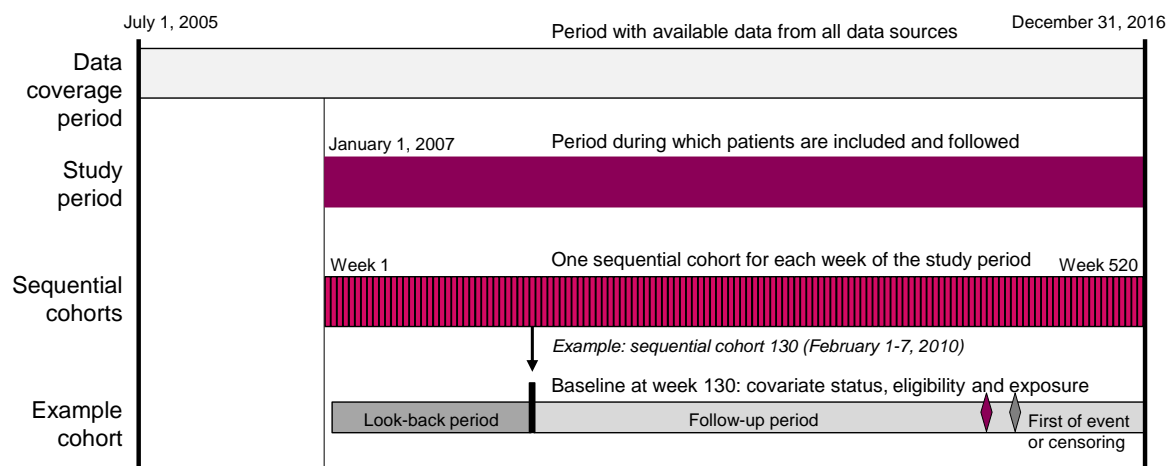 July 1, 2005
December 31, 2016
Period with available data from all data sources
Data
coverage
period
January 1, 2007
Period during which patients are included and followed
Study
period
Week 1
One sequential cohort for each week of the study period
Week 520
Sequential
cohorts
Example: sequential cohort 130 (February 1-7, 2010)
Baseline at week 130: covariate status, eligibility and exposure
Example
cohort
Look-back period
Follow-up period
First of event
or censoring